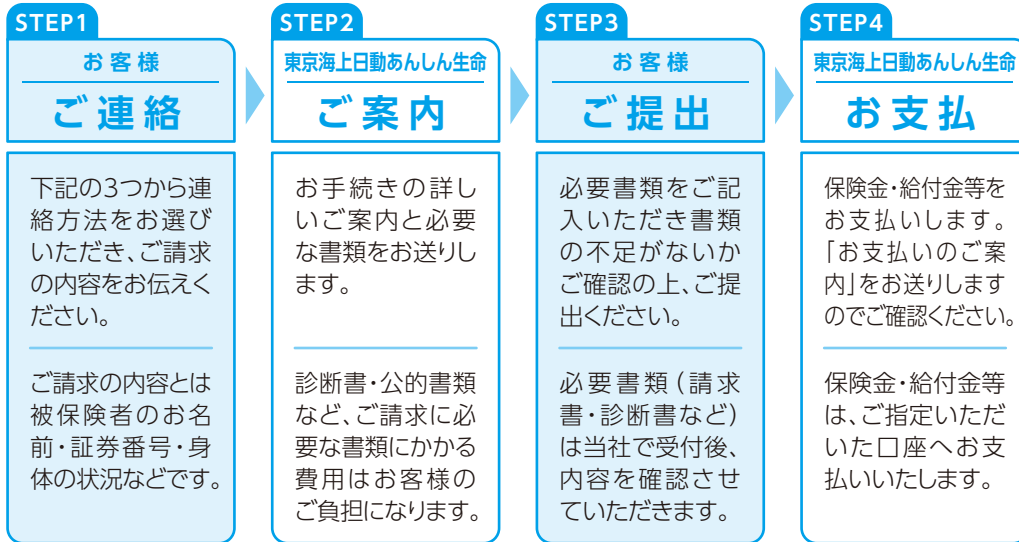 STEP1
お客様
ご連絡
下記の3つから連
絡方法をお選び
いただき、ご請求
の内容をお伝えく
ださい。
ご請求の内容とは
被保険者のお名
前・証券番号・身
体の状況などです。
STEP2
東京海上日動あんしん生命
ご案内
お手続きの詳し
いご案内と必要
な書類をお送りし
ます。
診断書・公的書類
など、ご請求に必
要な書類にかかる
費用はお客様の
ご負担になります。
STEP3
お客様
ご提出
必要書類をご記
入いただき書類
の不足がないか
ご確認の上、ご提
出ください。
必要書類（請求
書・診断書など）
は当社で受付後、
内容を確認させ
ていただきます。
STEP4
東京海上日動あんしん生命
お支払
保険金・給付金等を
お支払いします。
「お支払いのご案
内」をお送りします
のでご確認ください。
保険金・給付金等
は、ご指定いただ
いた口座へお支
払いいたします。